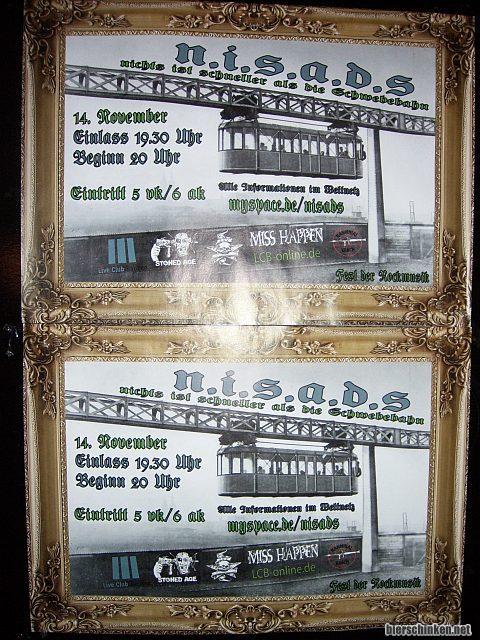 n.i.s.a.d.s
nichts ist schneller als die Schwebebahn
14. November
Einlass 19.30 Uhr
Beginn 20 Uhr
Eintritt 5 vk/6 ak
Alle Informationen im Weltnetz
myspace.de/nisads
Live Club
STONED AGE
MISS HAPPEN
LCB-online.de
Fest der Rockmusik
n.i.s.a.d.s
nichts ist schneller als die Schwebebahn
14. November
Einlass 19.30 Uhr
Beginn 20 Uhr
Eintritt 5 vk/6 ak
Alle Informationen im Weltnetz
myspace.de/nisads
Live Club
STONED AGE
MISS HAPPEN
LCB-online.de
Fest der Rockmusik
bierschinken.net